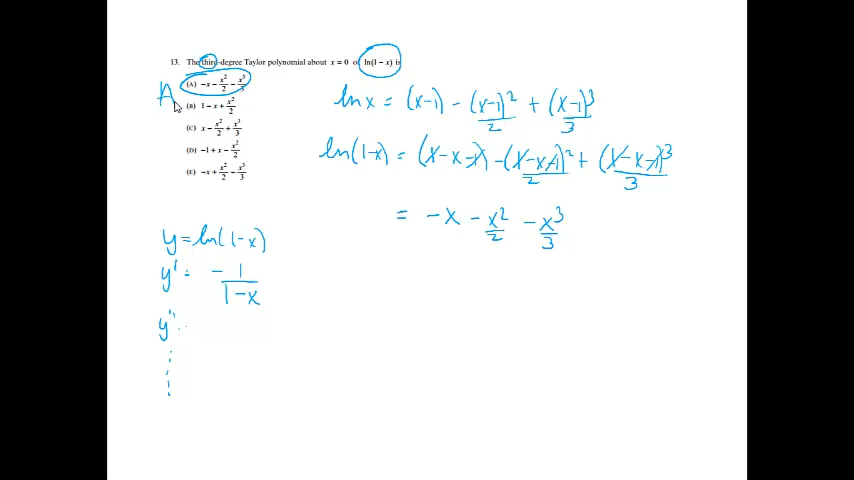 13. The third-degree Taylor polynomial about x = 0 of ln(1 − x) is
(A) −x − x²/2 − x³/3
(B) 1 − x + x²/2
(C) x − x²/2 + x³/3
(D) −1 + x − x²/2
(E) −x + x²/2 − x³/3
A
ln x = (x-1) - (x-1)²/2 + (x-1)³/3
ln(1-x) = (1-x-1) - (1-x-1)²/2 + (1-x-1)³/3
= -x - x²/2 - x³/3
y = ln(1-x)
y' = - 1/(1-x)
y''